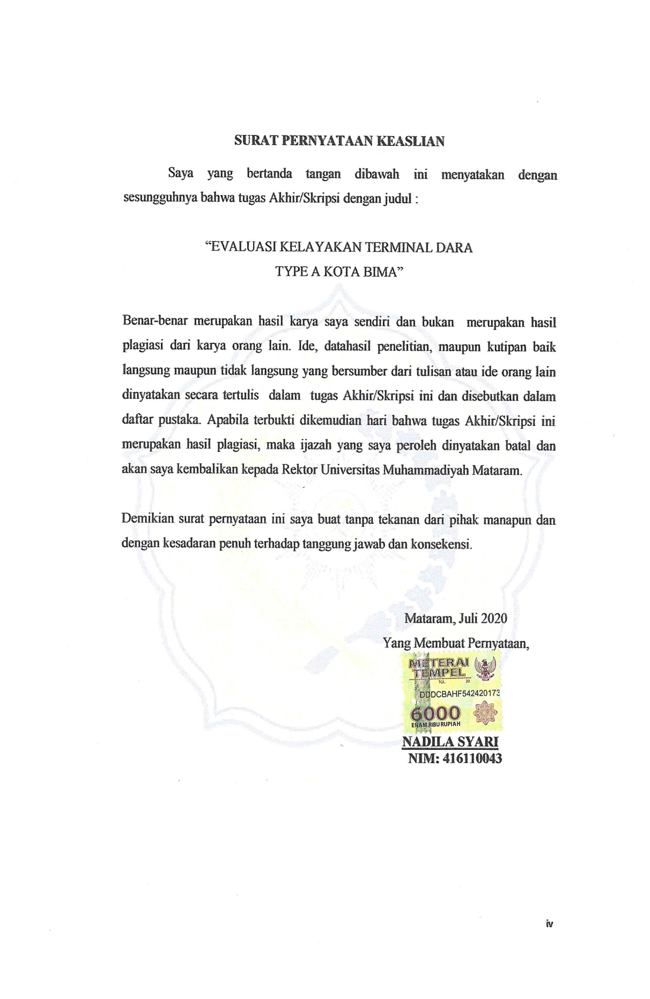 SURAT PERNYATAAN KEASLIAN
Saya yang bertanda tangan dibawah ini menyatakan dengan
sesungguhnya bahwa tugas Akhir/Skripsi dengan judul :
“EVALUASI KELAYAKAN TERMINAL DARA
TYPE A KOTA BIMA”
Benar-benar merupakan hasil karya saya sendiri dan bukan merupakan hasil
plagiasi dari karya orang lain. Ide, datahasil penelitian, maupun kutipan baik
langsung maupun tidak langsung yang bersumber dari tulisan atau ide orang lain
dinyatakan secara tertulis dalam tugas Akhir/Skripsi ini dan disebutkan dalam
daftar pustaka. Apabila terbukti dikemudian hari bahwa tugas Akhir/Skripsi ini
merupakan hasil plagiasi, maka ijazah yang saya peroleh dinyatakan batal dan
akan saya kembalikan kepada Rektor Universitas Muhammadiyah Mataram.
Demikian surat pernyataan ini saya buat tanpa tekanan dari pihak manapun dan
dengan kesadaran penuh terhadap tanggung jawab dan konsekensi.
Mataram, Juli 2020
Yang Membuat Pernyataan,
METERAI
TEMPEL
TGL 20
DDDCBAHF542420173
6000
ENAM RIBU RUPIAH
NADILA SYARI
NIM: 416110043
iv